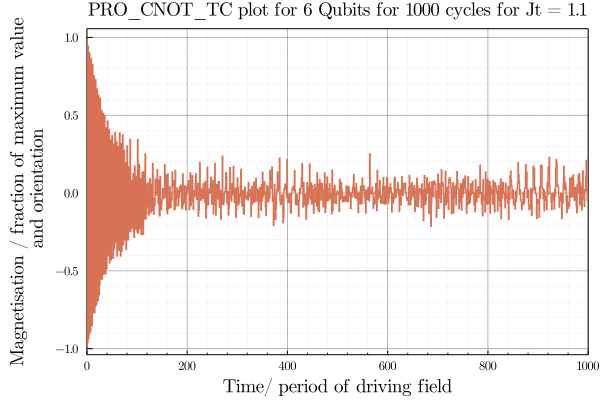 PRO_CNOT_TC plot for 6 Qubits for 1000 cycles for Jt = 1.1
Magnetisation / fraction of maximum value
and orientation
1.0
0.5
0.0
−0.5
−1.0
0 200 400 600 800 1000
Time/ period of driving field